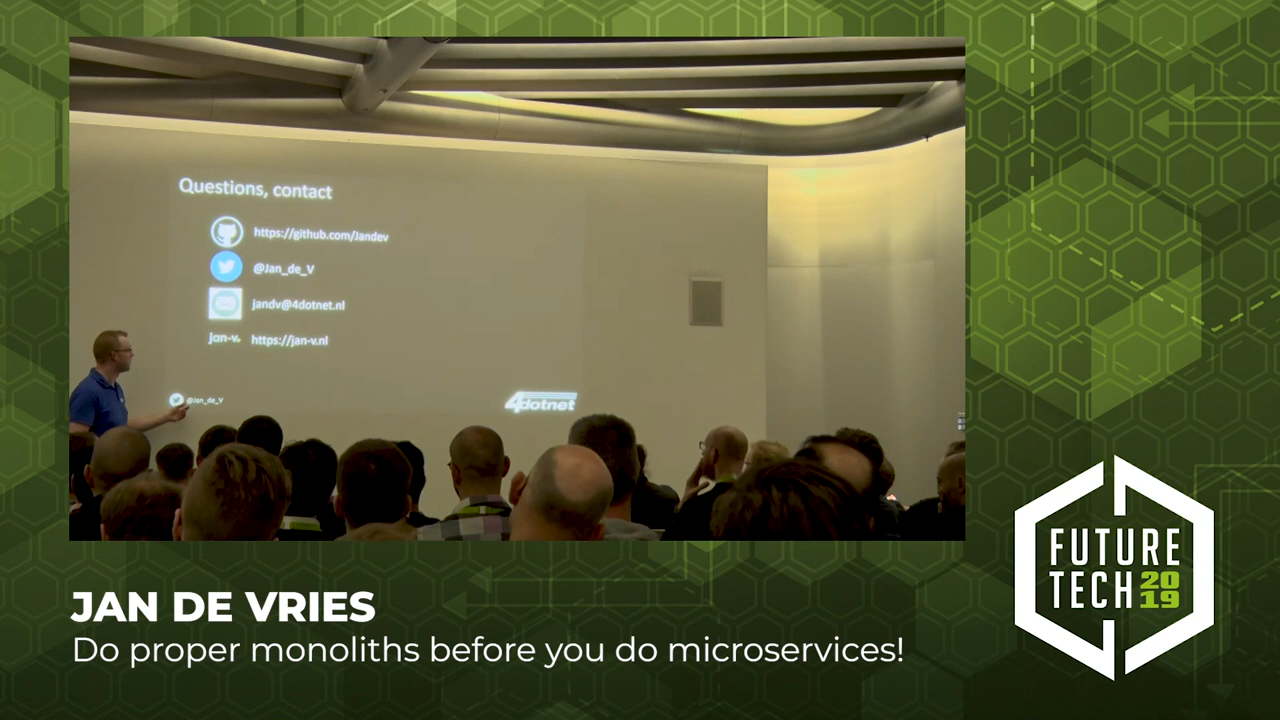 Questions, contact
https://github.com/Jandev
@Jan_de_V
jandv@4dotnet.nl
jan-v. https://jan-v.nl
@Jan_de_V
4dotnet
JAN DE VRIES
Do proper monoliths before you do microservices!
FUTURE
TECH 2019